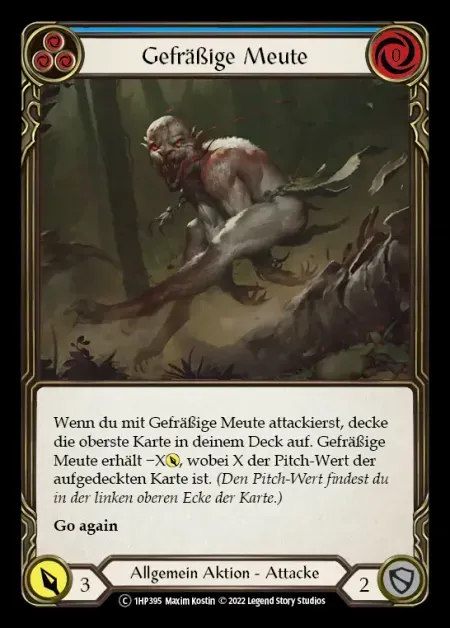 Gefräßige Meute
0
Wenn du mit Gefräßige Meute attackierst, decke
die oberste Karte in deinem Deck auf. Gefräßige
Meute erhält −X, wobei X der Pitch-Wert der
aufgedeckten Karte ist. (Den Pitch-Wert findest du
in der linken oberen Ecke der Karte.)
Go again
3
Allgemein Aktion - Attacke
2
C 1HP395 Maxim Kostin © 2022 Legend Story Studios